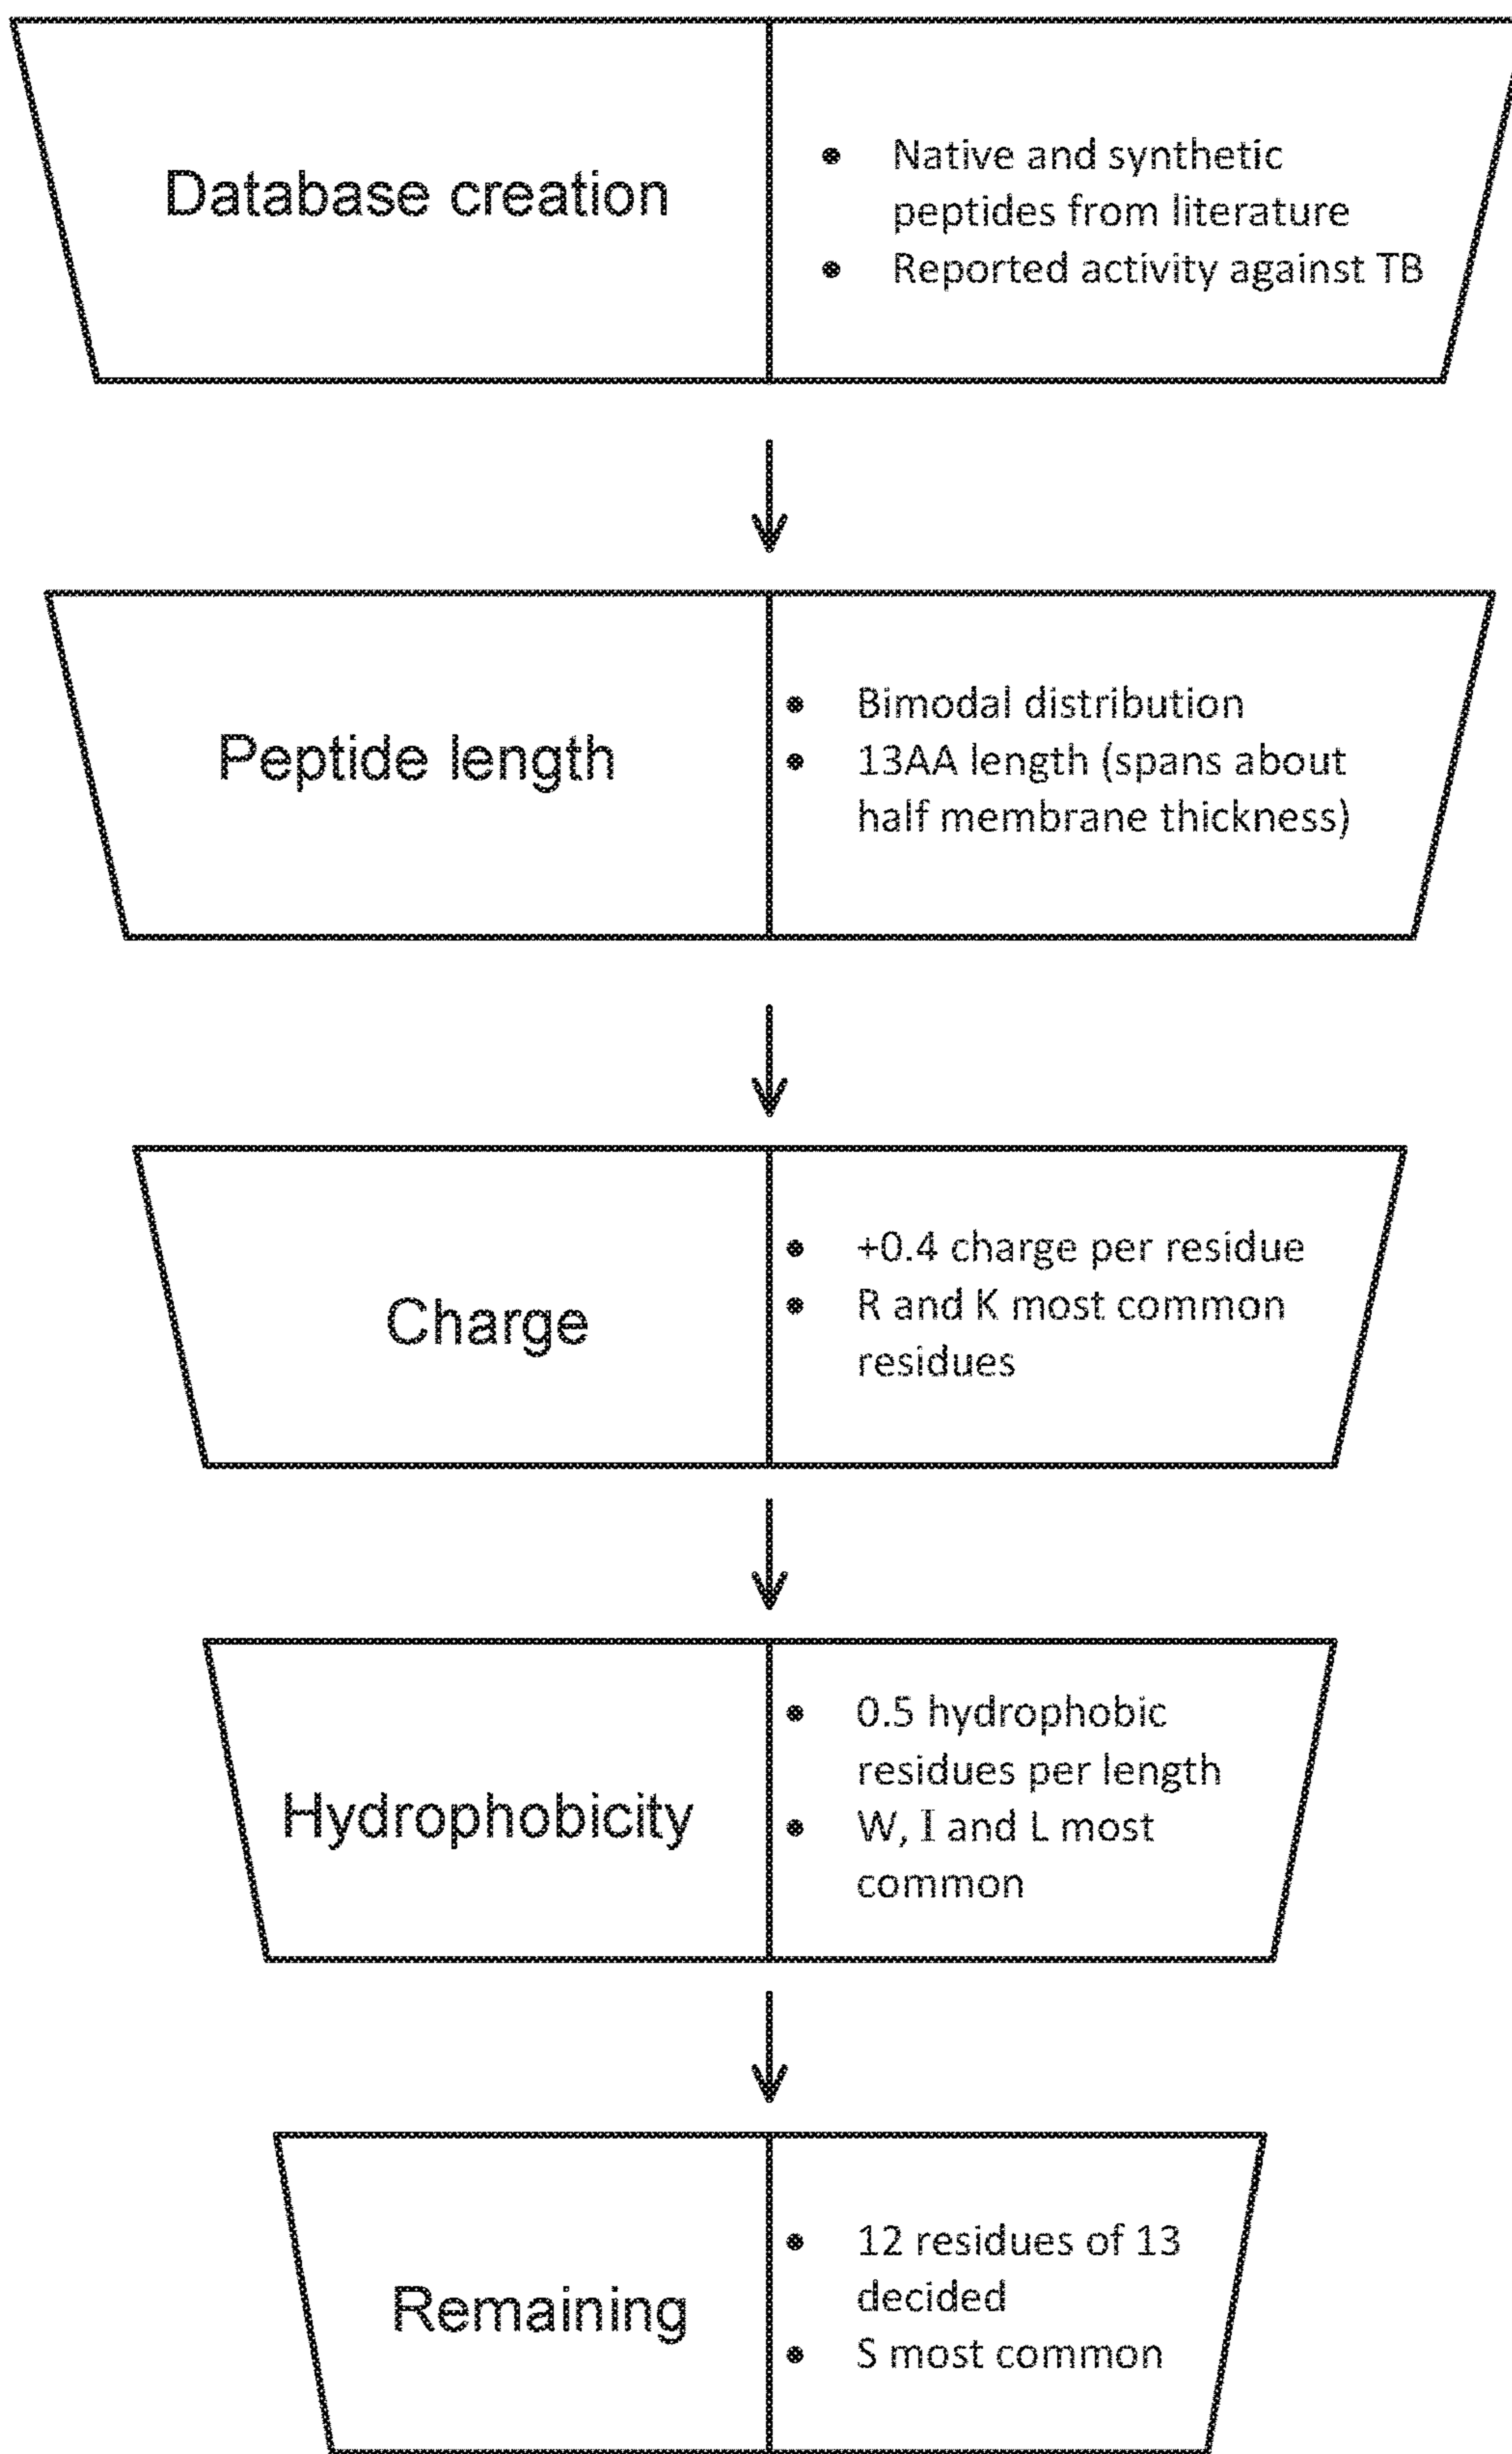 Database creation
• Native and synthetic
peptides from literature
• Reported activity against TB
Peptide length
• Bimodal distribution
• 13AA length (spans about
half membrane thickness)
Charge
• +0.4 charge per residue
• R and K most common
residues
Hydrophobicity
• 0.5 hydrophobic
residues per length
• W, I and L most
common
Remaining
• 12 residues of 13
decided
• S most common